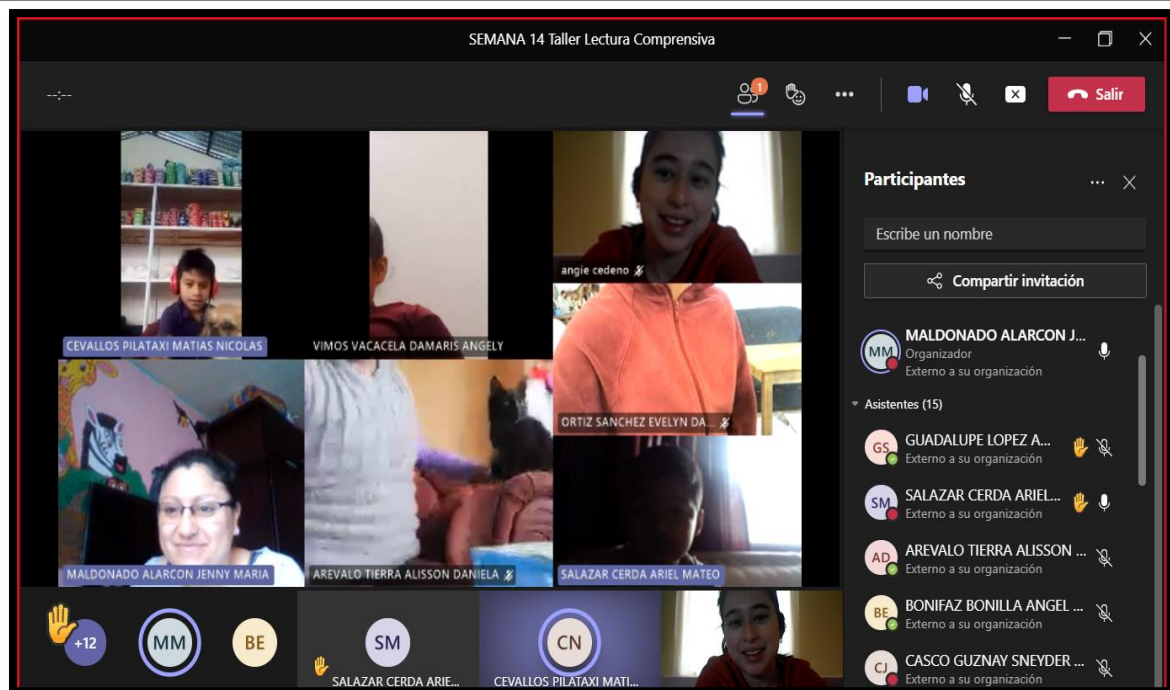 SEMANA 14 Taller Lectura Comprensiva
--:--
1
Salir
CEVALLOS PILATAXI MATIAS NICOLAS
VIMOS VACACELA DAMARIS ANGELY
angie cedeno
ORTIZ SANCHEZ EVELYN DA...
MALDONADO ALARCON JENNY MARIA
AREVALO TIERRA ALISSON DANIELA
SALAZAR CERDA ARIEL MATEO
+12
MM
BE
SM
SALAZAR CERDA ARIE...
CN
CEVALLOS PILATAXI MATI...
Participantes
Escribe un nombre
Compartir invitación
MM
MALDONADO ALARCON J...
Organizador
Externo a su organización
Asistentes (15)
GS
GUADALUPE LOPEZ A...
Externo a su organización
SM
SALAZAR CERDA ARIEL...
Externo a su organización
AD
AREVALO TIERRA ALISSON ...
Externo a su organización
BE
BONIFAZ BONILLA ANGEL ...
Externo a su organización
CJ
CASCO GUZNAY SNEYDER ...
Externo a su organización